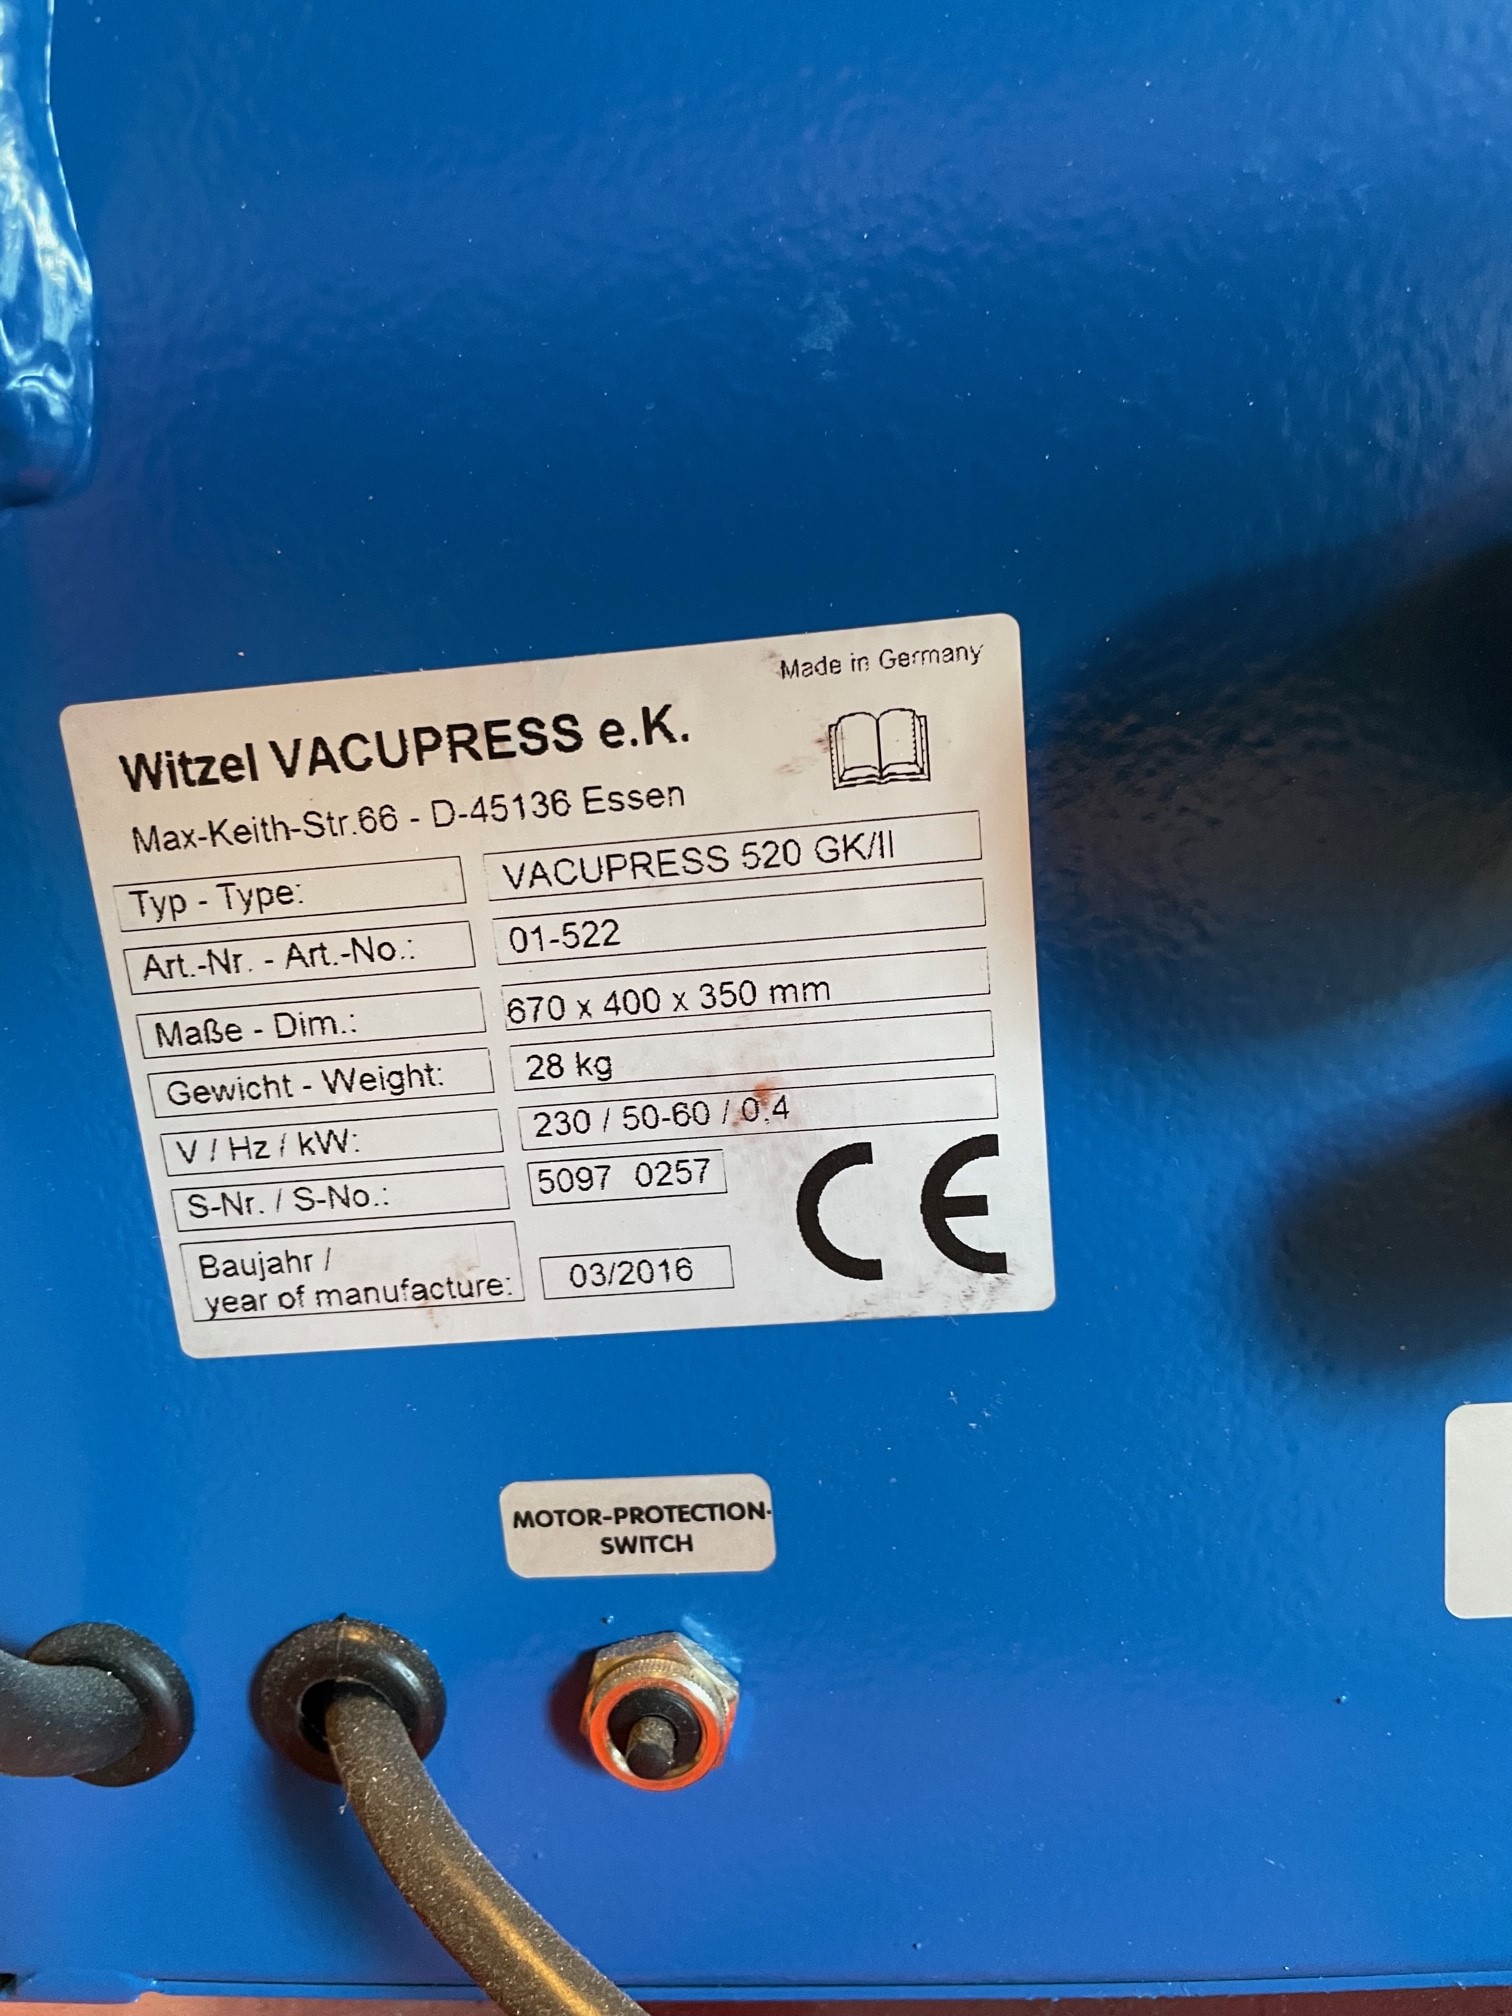 Made in Germany
Witzel VACUPRESS e.K.
Max-Keith-Str.66 - D-45136 Essen
Typ - Type: VACUPRESS 520 GK/II
Art.-Nr. - Art.-No.: 01-522
Maße - Dim.: 670 x 400 x 350 mm
Gewicht - Weight: 28 kg
V / Hz / kW: 230 / 50-60 / 0,4
S-Nr. / S-No.: 5097 0257
Baujahr /
year of manufacture: 03/2016
CE
MOTOR-PROTECTION-
SWITCH